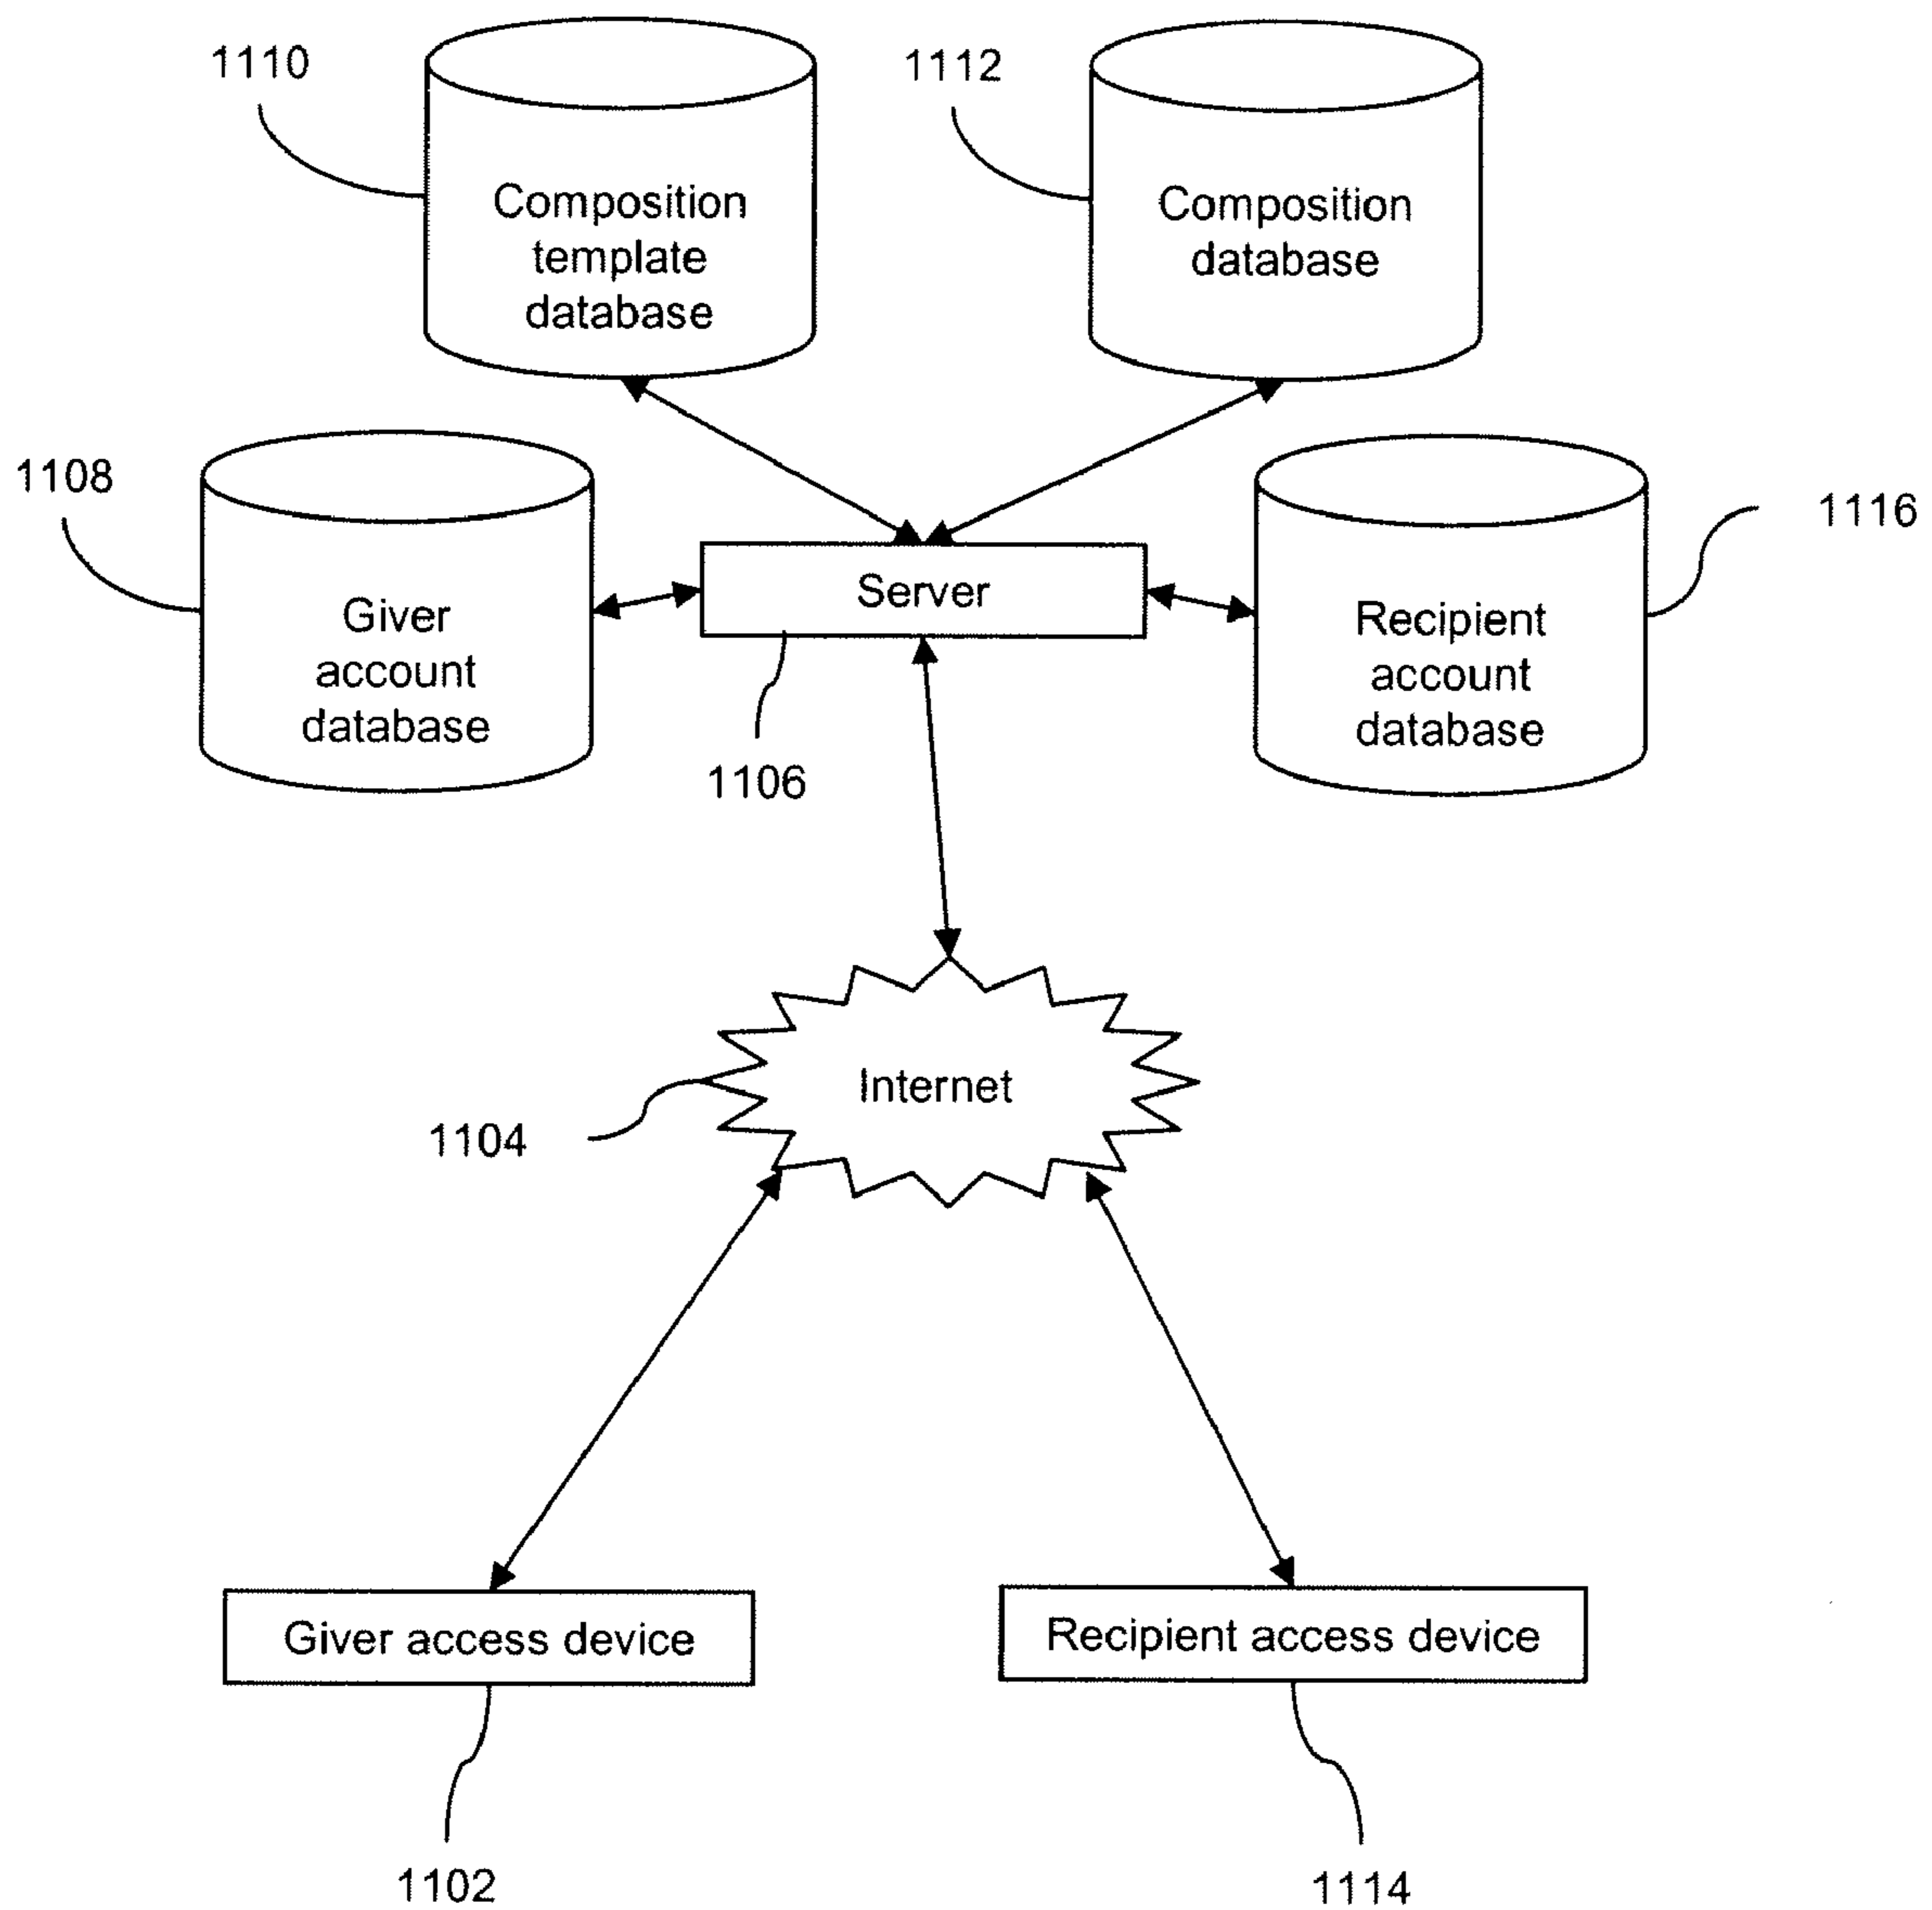 1110
1112
Composition
template
database
Composition
database
1108
1116
Server
Giver
account
database
Recipient
account
database
1106
Internet
1104
Giver access device
Recipient access device
1102
1114